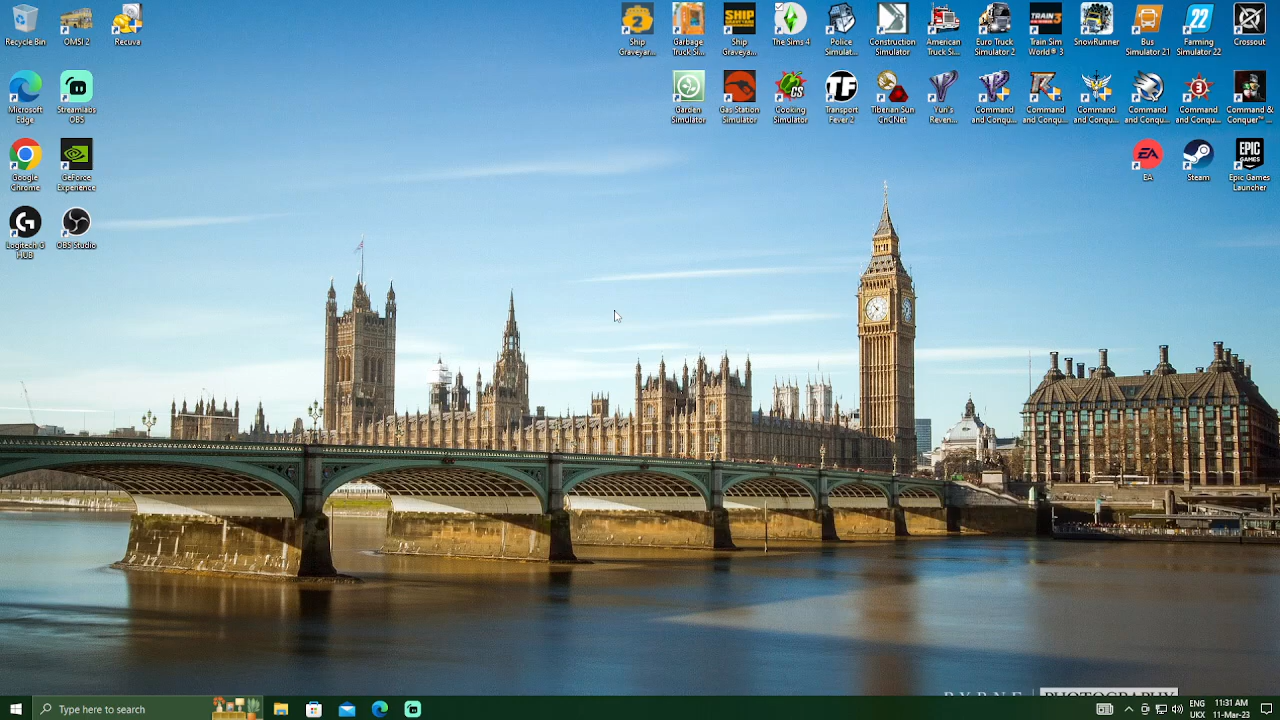 Recycle Bin
OMSI 2
Recuva
Ship
Graveyar...
Garbage
Truck Si...
Ship
Graveya...
The Sims 4
Police
Simulat...
Construction
Simulator
American
Truck Si...
Euro Truck
Simulator 2
Train Sim
World® 3
SnowRunner
Bus
Simulator 21
Farming
Simulator 22
Crossout
Microsoft
Edge
Streamlabs
OBS
Garden
Simulator
Gas Station
Simulator
Cooking
Simulator
Transport
Fever 2
Tiberian Sun
CnCNet
Yuri's
Reven...
Command
and Conqu...
Command
and Conqu...
Command
and Conqu...
Command
and Conqu...
Command
and Conqu...
Command &
Conquer™ ...
Google
Chrome
GeForce
Experience
EA
Steam
Epic Games
Launcher
Logitech G
HUB
OBS Studio
Type here to search
ENG
UKX
11:31 AM
11-Mar-23